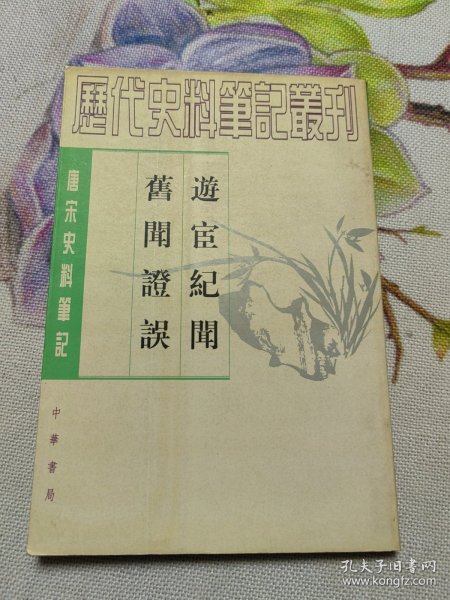 歷代史料筆記叢刊
唐宋史料筆記
遊宦紀聞
舊聞證誤
中華書局
孔夫子旧书网
www.kongfz.com